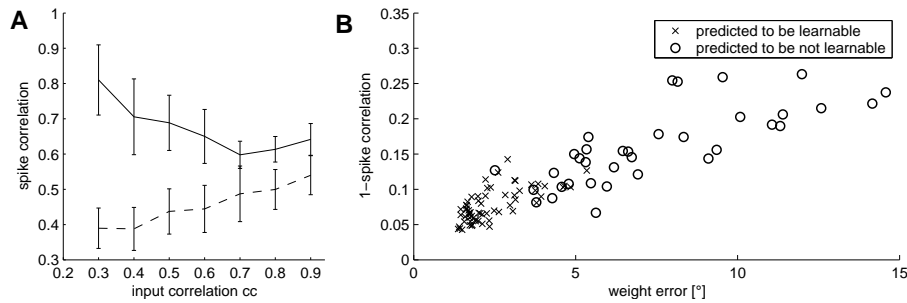 A
1
0.9
0.8
0.7
0.6
0.5
0.4
0.3
spike correlation
0.2 0.3 0.4 0.5 0.6 0.7 0.8 0.9
input correlation cc
B
0.35
0.3
0.25
0.20
0.15
0.10
0.05
0
1−spike correlation
predicted to be learnable
predicted to be not learnable
0 5 10 15
weight error [°]